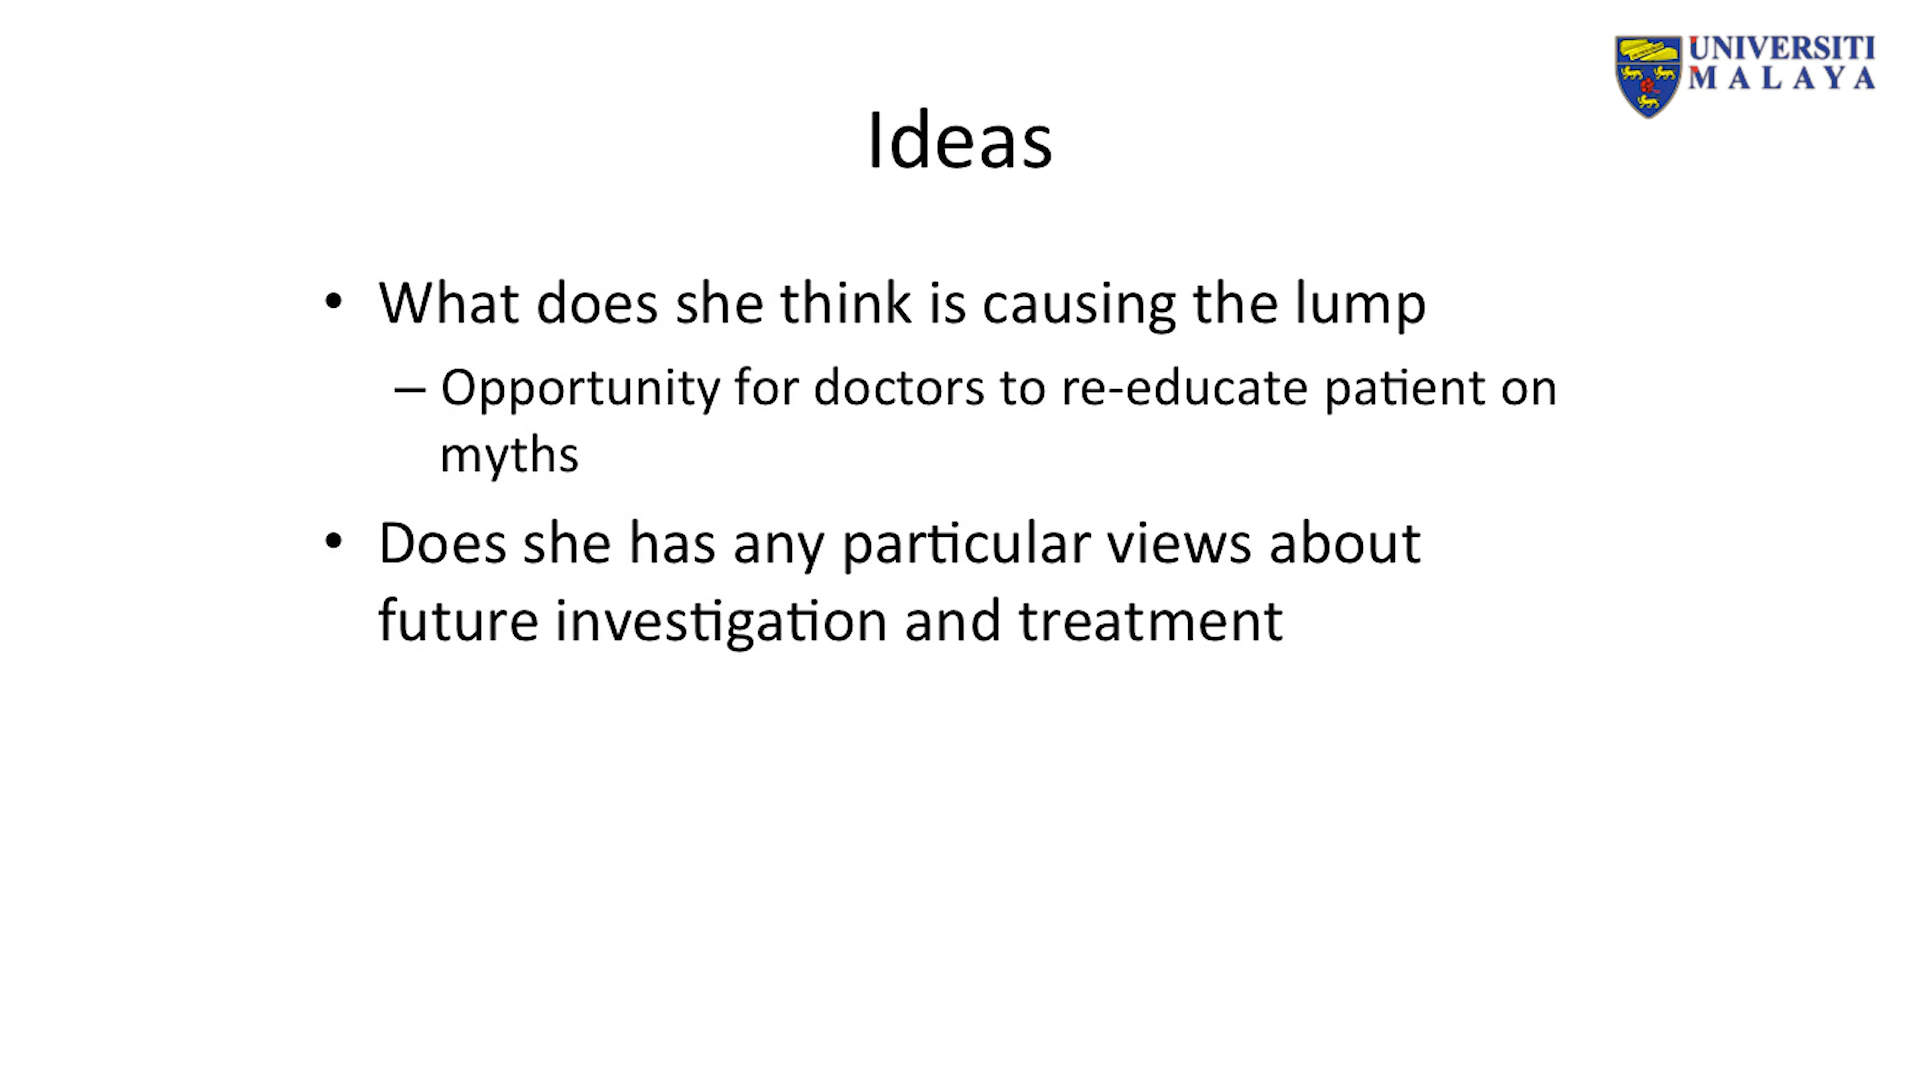 UNIVERSITI
MALAYA
Ideas
• What does she think is causing the lump
– Opportunity for doctors to re-educate patient on
myths
• Does she has any particular views about
future investigation and treatment